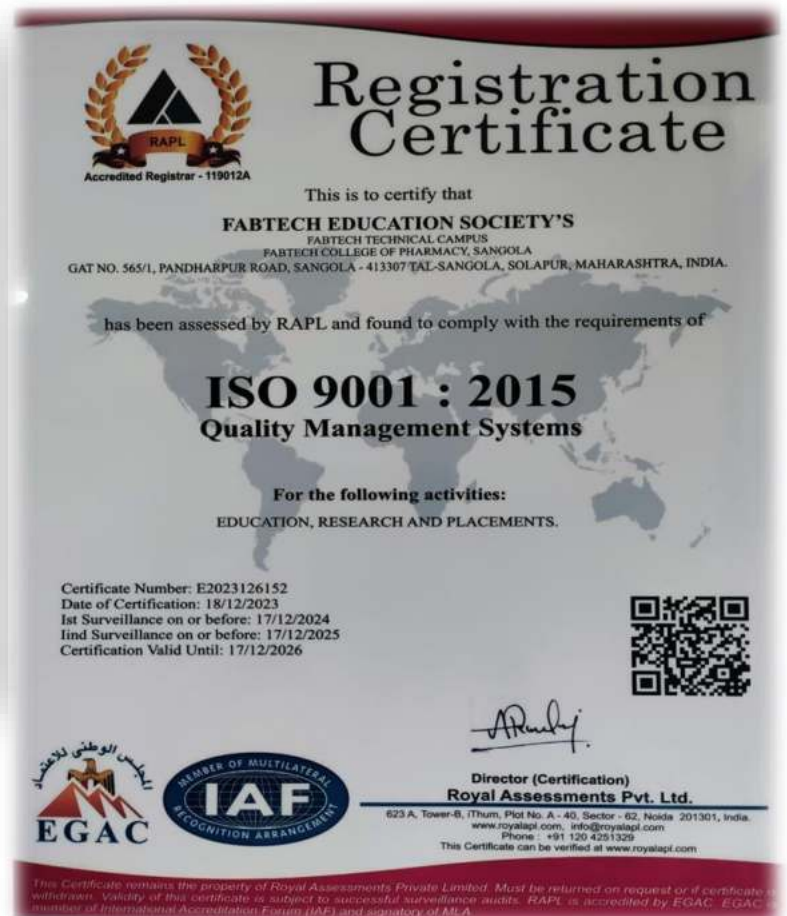 RAPL
Accredited Registrar - 119012A
Registration
Certificate
This is to certify that
FABTECH EDUCATION SOCIETY'S
FABTECH TECHNICAL CAMPUS
FABTECH COLLEGE OF PHARMACY, SANGOLA
GAT NO. 565/1, PANDHARPUR ROAD, SANGOLA - 413307 TAL-SANGOLA, SOLAPUR, MAHARASHTRA, INDIA.
has been assessed by RAPL and found to comply with the requirements of
ISO 9001 : 2015
Quality Management Systems
For the following activities:
EDUCATION, RESEARCH AND PLACEMENTS.
Certificate Number: E2023126152
Date of Certification: 18/12/2023
Ist Surveillance on or before: 17/12/2024
Iind Surveillance on or before: 17/12/2025
Certification Valid Until: 17/12/2026
المجلس الوطنى للاعتماد
EGAC
MEMBER OF MULTILATERAL
IAF
RECOGNITION ARRANGEMENT
Director (Certification)
Royal Assessments Pvt. Ltd.
623 A, Tower-B, iThum, Plot No. A - 40, Sector - 62, Noida 201301, India.
www.royalapl.com, info@royalapl.com
Phone : +91 120 4251329
This Certificate can be verified at www.royalapl.com
This Certificate remains the property of Royal Assessments Private Limited. Must be returned on request or if certificate
withdrawn. Validity of this certificate is subject to successful surveillance audits. RAPL is accredited by EGAC. EGAC
member of International Accreditation Forum (IAF) and signatory of MLA.